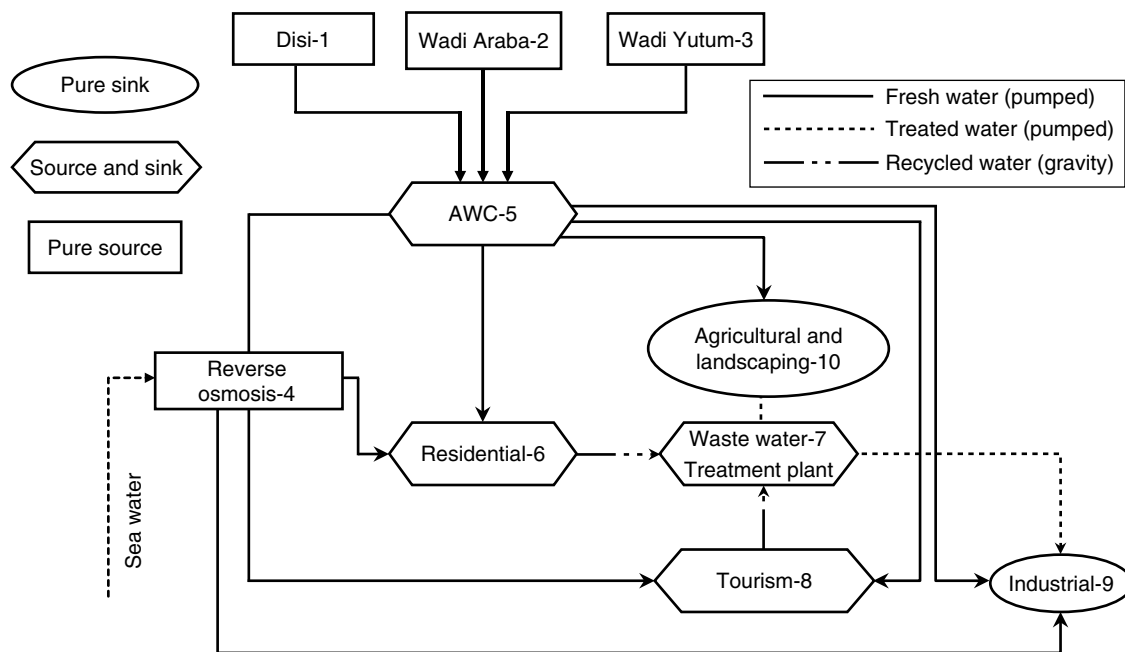 Disi-1
Wadi Araba-2
Wadi Yutum-3
Pure sink
Source and sink
Pure source
Fresh water (pumped)
Treated water (pumped)
Recycled water (gravity)
AWC-5
Agricultural and
landscaping-10
Reverse
osmosis-4
Residential-6
Waste water-7
Treatment plant
Sea water
Tourism-8
Industrial-9